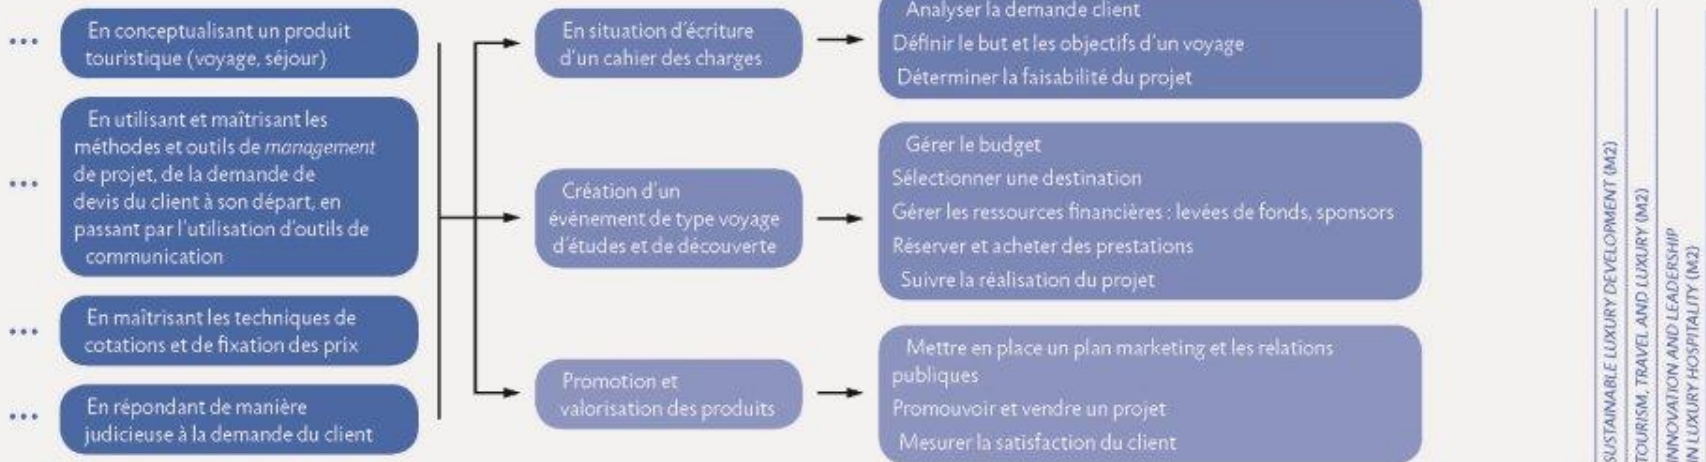 ...
En conceptualisant un produit
touristique (voyage, séjour)
...
En utilisant et maîtrisant les
méthodes et outils de management
de projet, de la demande de
devis du client à son départ, en
passant par l'utilisation d'outils de
communication
...
En maîtrisant les techniques de
cotations et de fixation des prix
...
En répondant de manière
judicieuse à la demande du client
En situation d'écriture
d'un cahier des charges
Création d'un
événement de type voyage
d'études et de découverte
Promotion et
valorisation des produits
Analyser la demande client
Définir le but et les objectifs d'un voyage
Déterminer la faisabilité du projet
Gérer le budget
Sélectionner une destination
Gérer les ressources financières : levées de fonds, sponsors
Réserver et acheter des prestations
Suivre la réalisation du projet
Mettre en place un plan marketing et les relations
publiques
Promouvoir et vendre un projet
Mesurer la satisfaction du client
SUSTAINABLE LUXURY DEVELOPMENT (M2)
TOURISM, TRAVEL AND LUXURY (M2)
INNOVATION AND LEADERSHIP
IN LUXURY HOSPITALITY (M2)